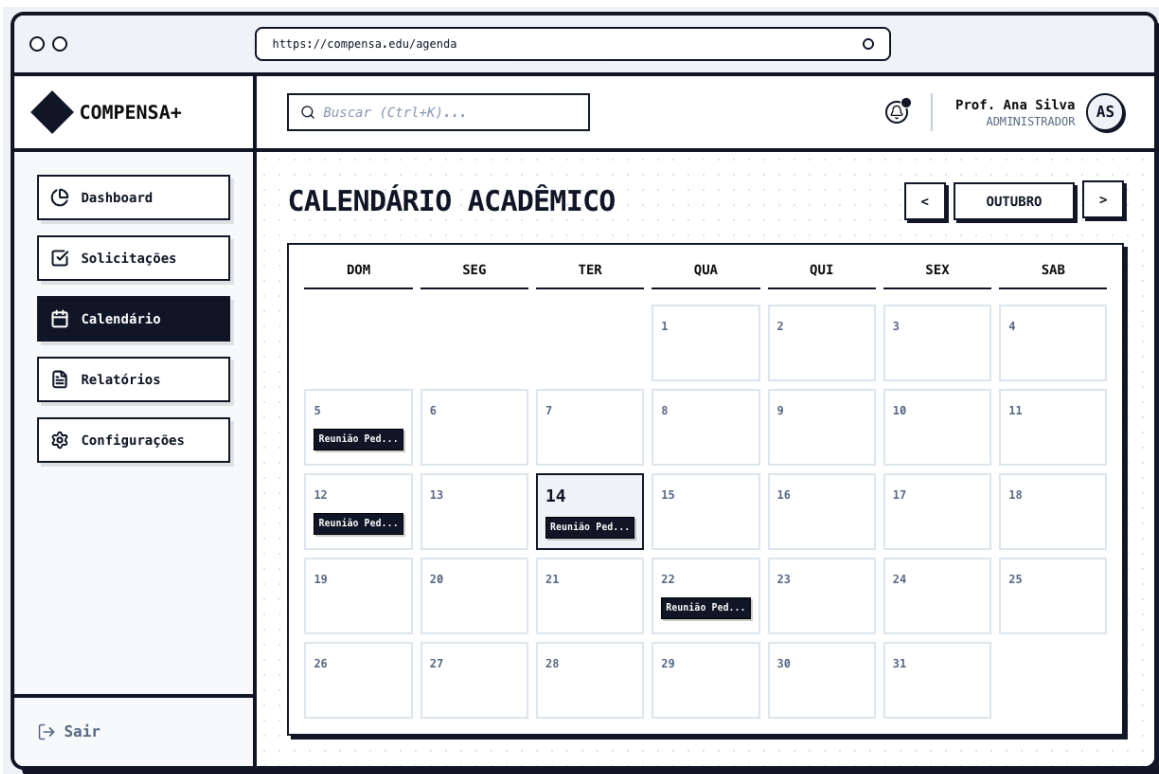 https://compensa.edu/agenda
COMPENSA+
Buscar (Ctrl+K)...
Prof. Ana Silva
ADMINISTRADOR
AS
Dashboard
Solicitações
Calendário
Relatórios
Configurações
Sair
CALENDÁRIO ACADÊMICO
< OUTUBRO >
DOM SEG TER QUA QUI SEX SAB
1 2 3 4
5 6 7 8 9 10 11
Reunião Ped...
12 13 14 15 16 17 18
Reunião Ped... Reunião Ped...
19 20 21 22 23 24 25
Reunião Ped...
26 27 28 29 30 31